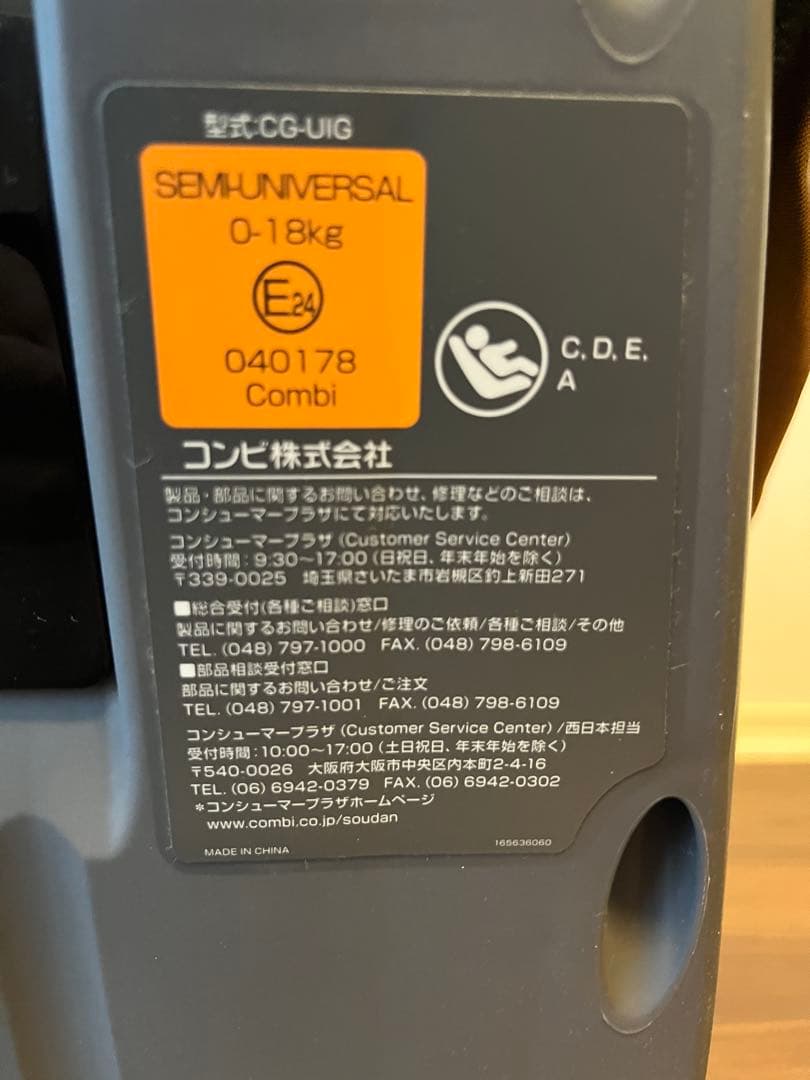 型式:CG-UIG
SEMI-UNIVERSAL
0-18kg
E24
040178
Combi
C, D, E,
A
コンビ株式会社
製品・部品に関するお問い合わせ、修理などのご相談は、
コンシューマープラザにて対応いたします。
コンシューマープラザ (Customer Service Center)
受付時間:9:30~17:00 (日祝日、年末年始を除く)
〒339-0025 埼玉県さいたま市岩槻区釣上新田271
■総合受付(各種ご相談)窓口
製品に関するお問い合わせ/修理のご依頼/各種ご相談/その他
TEL. (048) 797-1000 FAX. (048) 798-6109
■部品相談受付窓口
部品に関するお問い合わせ/ご注文
TEL. (048) 797-1001 FAX. (048) 798-6109
コンシューマープラザ (Customer Service Center) /西日本担当
受付時間:10:00~17:00 (土日祝日、年末年始を除く)
〒540-0026 大阪府大阪市中央区内本町2-4-16
TEL. (06) 6942-0379 FAX. (06) 6942-0302
*コンシューマープラザホームページ
www.combi.co.jp/soudan
MADE IN CHINA
165636060